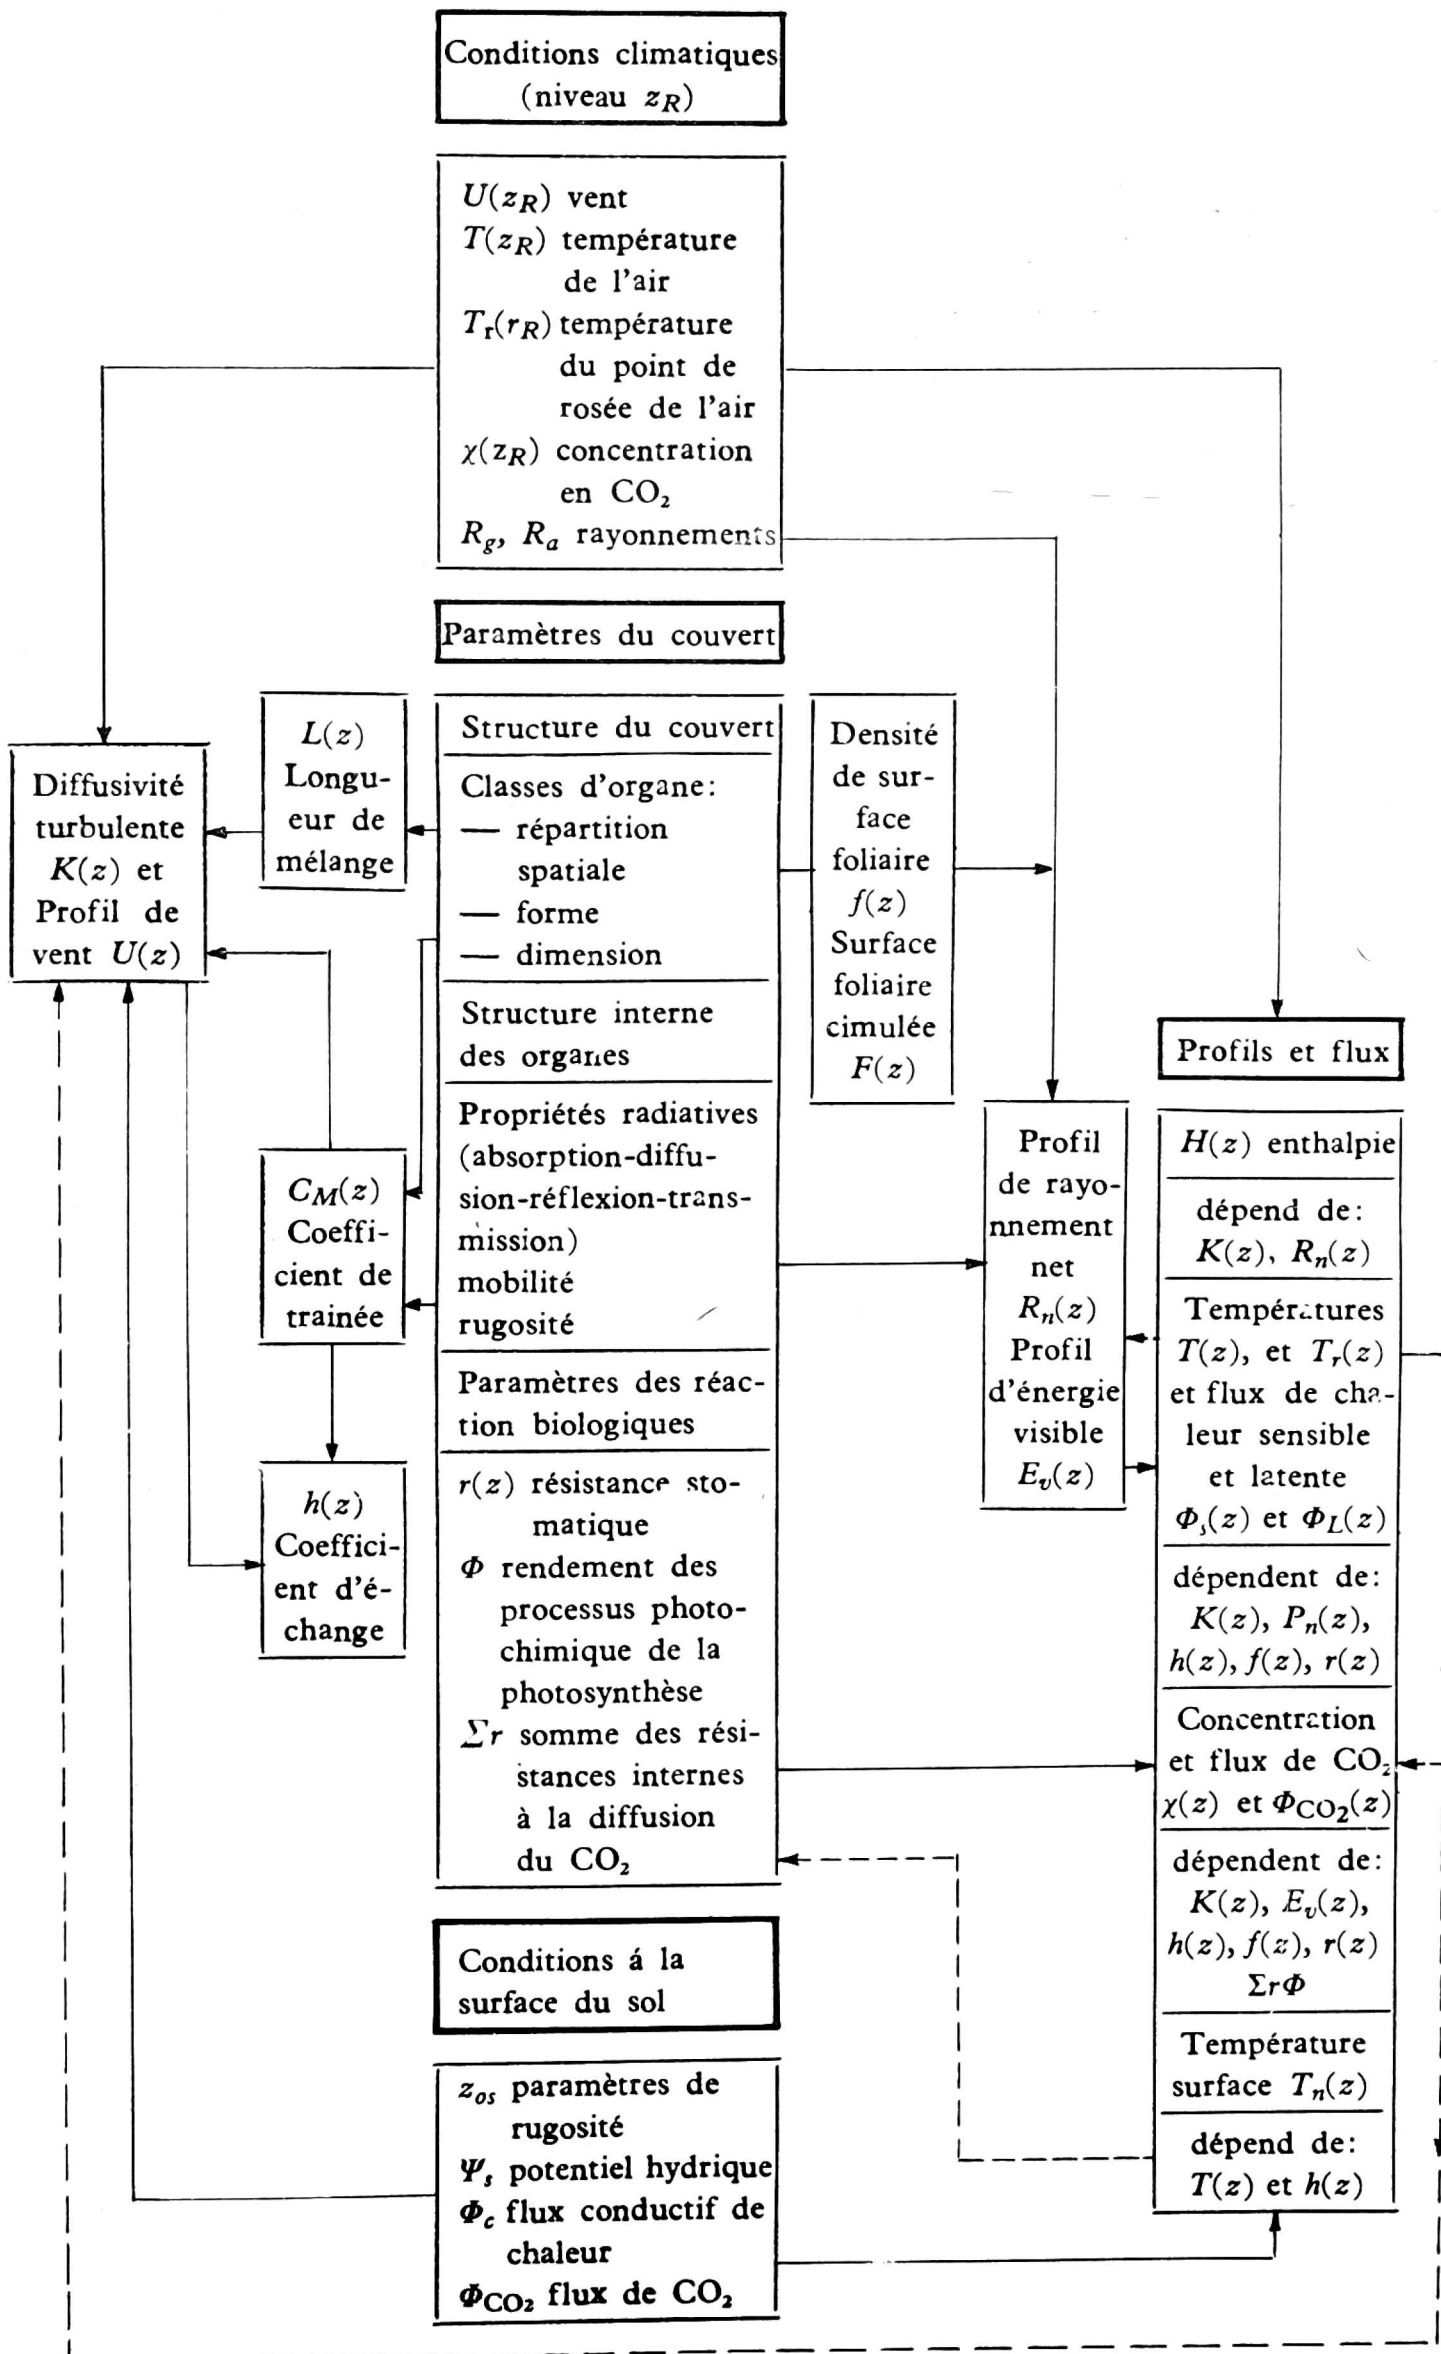 Conditions climatiques
(niveau z_R)
U(z_R) vent
T(z_R) température
de l'air
T_r(r_R) température
du point de
rosée de l'air
χ(z_R) concentration
en CO₂
R_g, R_a rayonnements
Paramètres du couvert
Diffusivité
turbulente
K(z) et
Profil de
vent U(z)
L(z)
Longu-
eur de
mélange
C_M(z)
Coeffi-
cient de
trainée
h(z)
Coeffici-
ent d'é-
change
Structure du couvert
Classes d'organe:
— répartition
spatiale
— forme
— dimension
Structure interne
des organes
Propriétés radiatives
(absorption-diffu-
sion-réflexion-trans-
mission)
mobilité
rugosité
Paramètres des réac-
tion biologiques
r(z) résistance sto-
matique
Φ rendement des
processus photo-
chimique de la
photosynthèse
Σr somme des rési-
stances internes
à la diffusion
du CO₂
Densité
de sur-
face
foliaire
f(z)
Surface
foliaire
cimulée
F(z)
Profil
de rayo-
nnement
net
R_n(z)
Profil
d'énergie
visible
E_v(z)
Profils et flux
H(z) enthalpie
dépend de:
K(z), R_n(z)
Températures
T(z), et T_r(z)
et flux de cha-
leur sensible
et latente
Φ_s(z) et Φ_L(z)
dépendent de:
K(z), P_n(z),
h(z), f(z), r(z)
Concentration
et flux de CO₂
χ(z) et Φ_CO₂(z)
dépendent de:
K(z), E_v(z),
h(z), f(z), r(z)
ΣrΦ
Température
surface T_n(z)
dépend de:
T(z) et h(z)
Conditions á la
surface du sol
z_os paramètres de
rugosité
Ψ_s potentiel hydrique
Φ_c flux conductif de
chaleur
Φ_CO₂ flux de CO₂